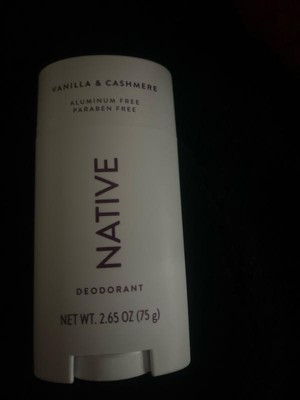 VANILLA & CASHMERE
ALUMINUM FREE
PARABEN FREE
NATIVE
DEODORANT
NET WT. 2.65 OZ (75 g)